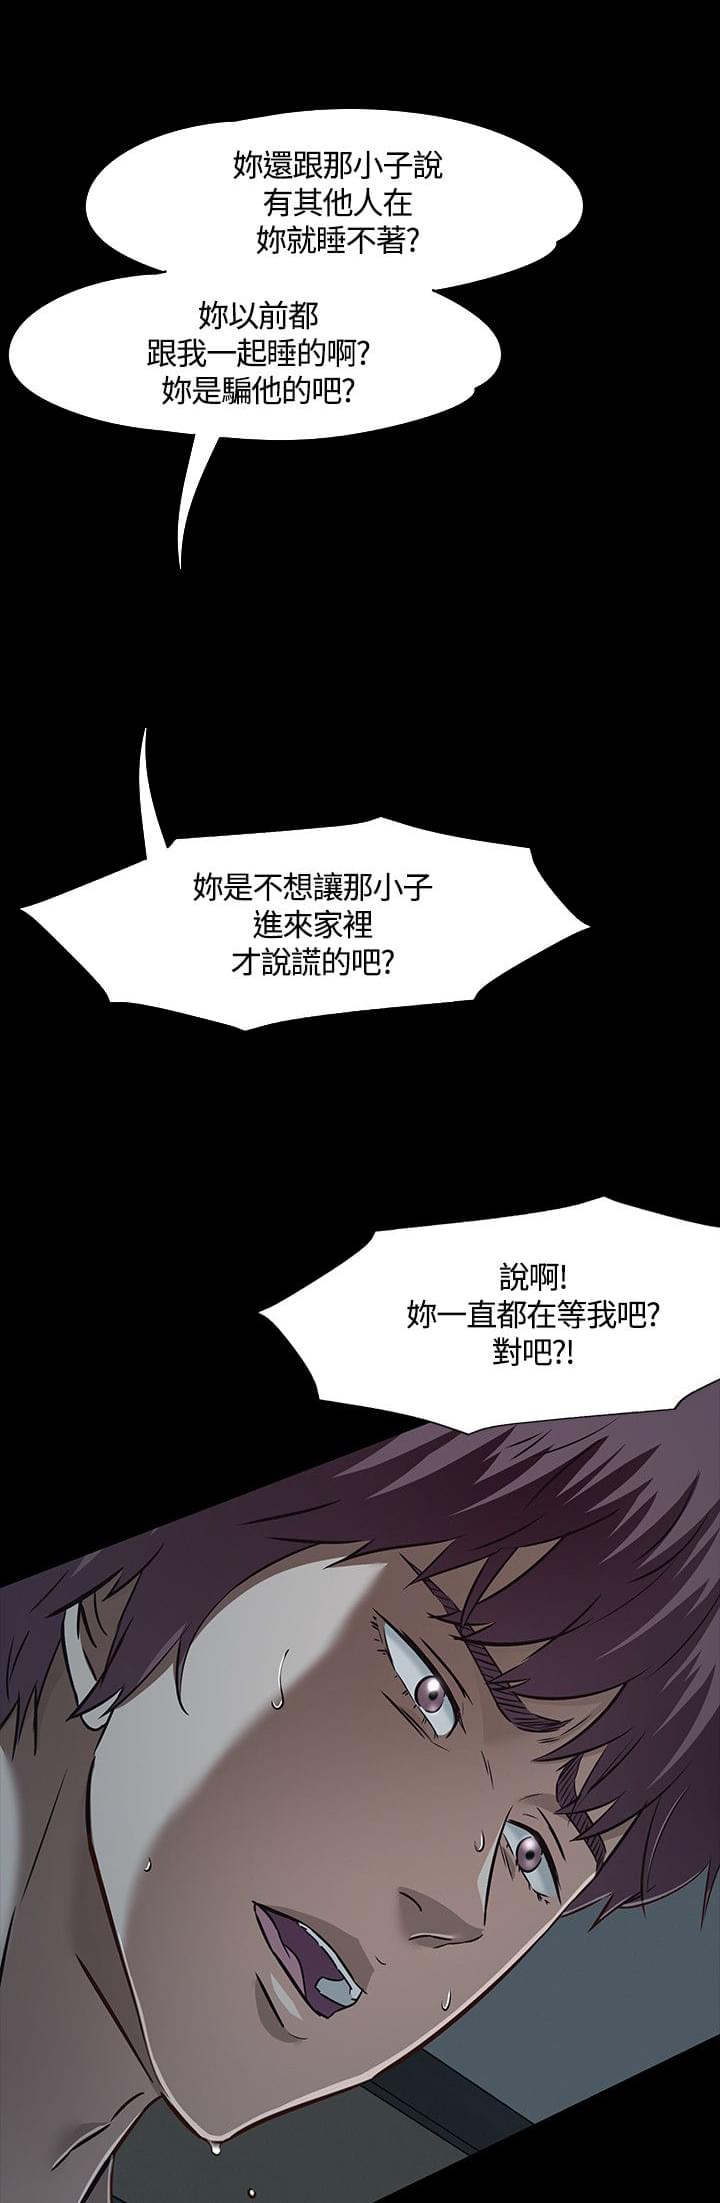 妳還跟那小子說
有其他人在
妳就睡不著?
妳以前都
跟我一起睡的啊?
妳是騙他的吧?
妳是不想讓那小子
進來家裡
才說謊的吧?
說啊!
妳一直都在等我吧?
對吧?!